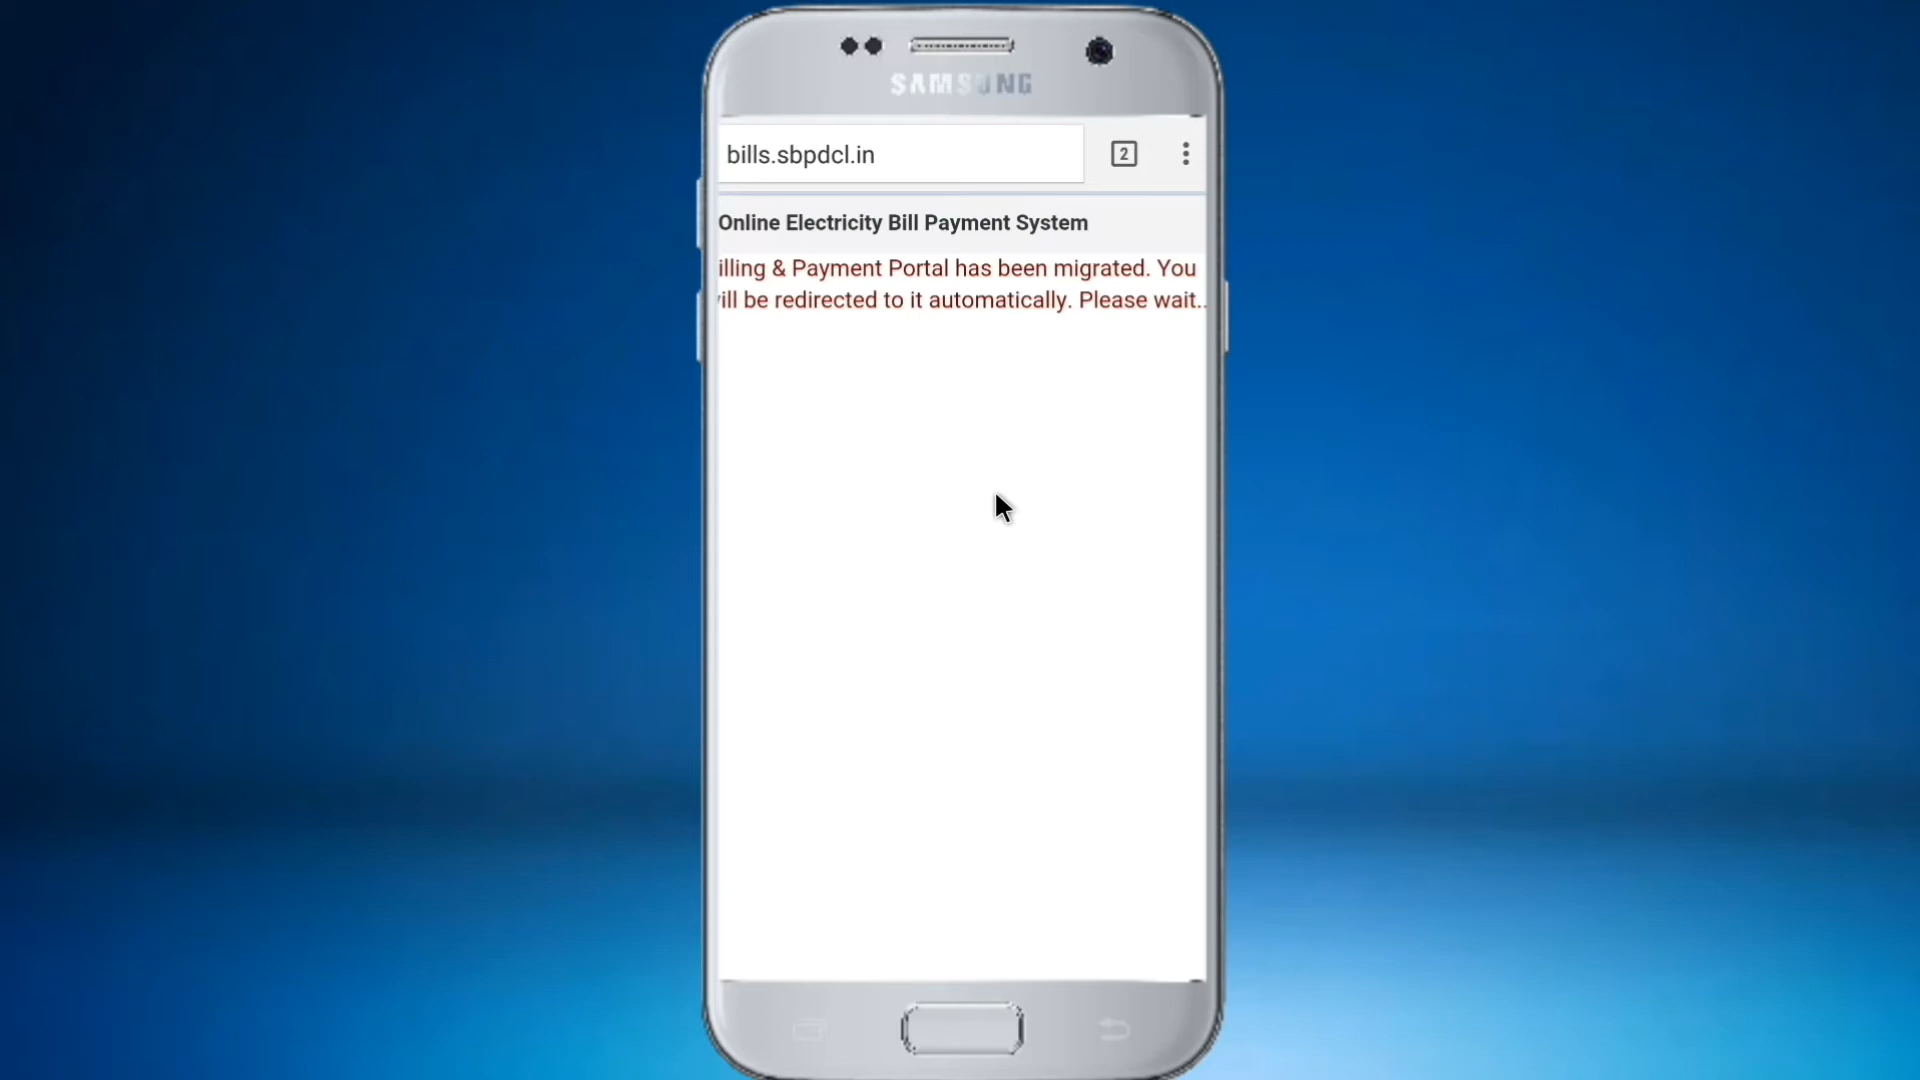 SAMSUNG
bills.sbpdcl.in
2
Online Electricity Bill Payment System
illing & Payment Portal has been migrated. You
ill be redirected to it automatically. Please wait..